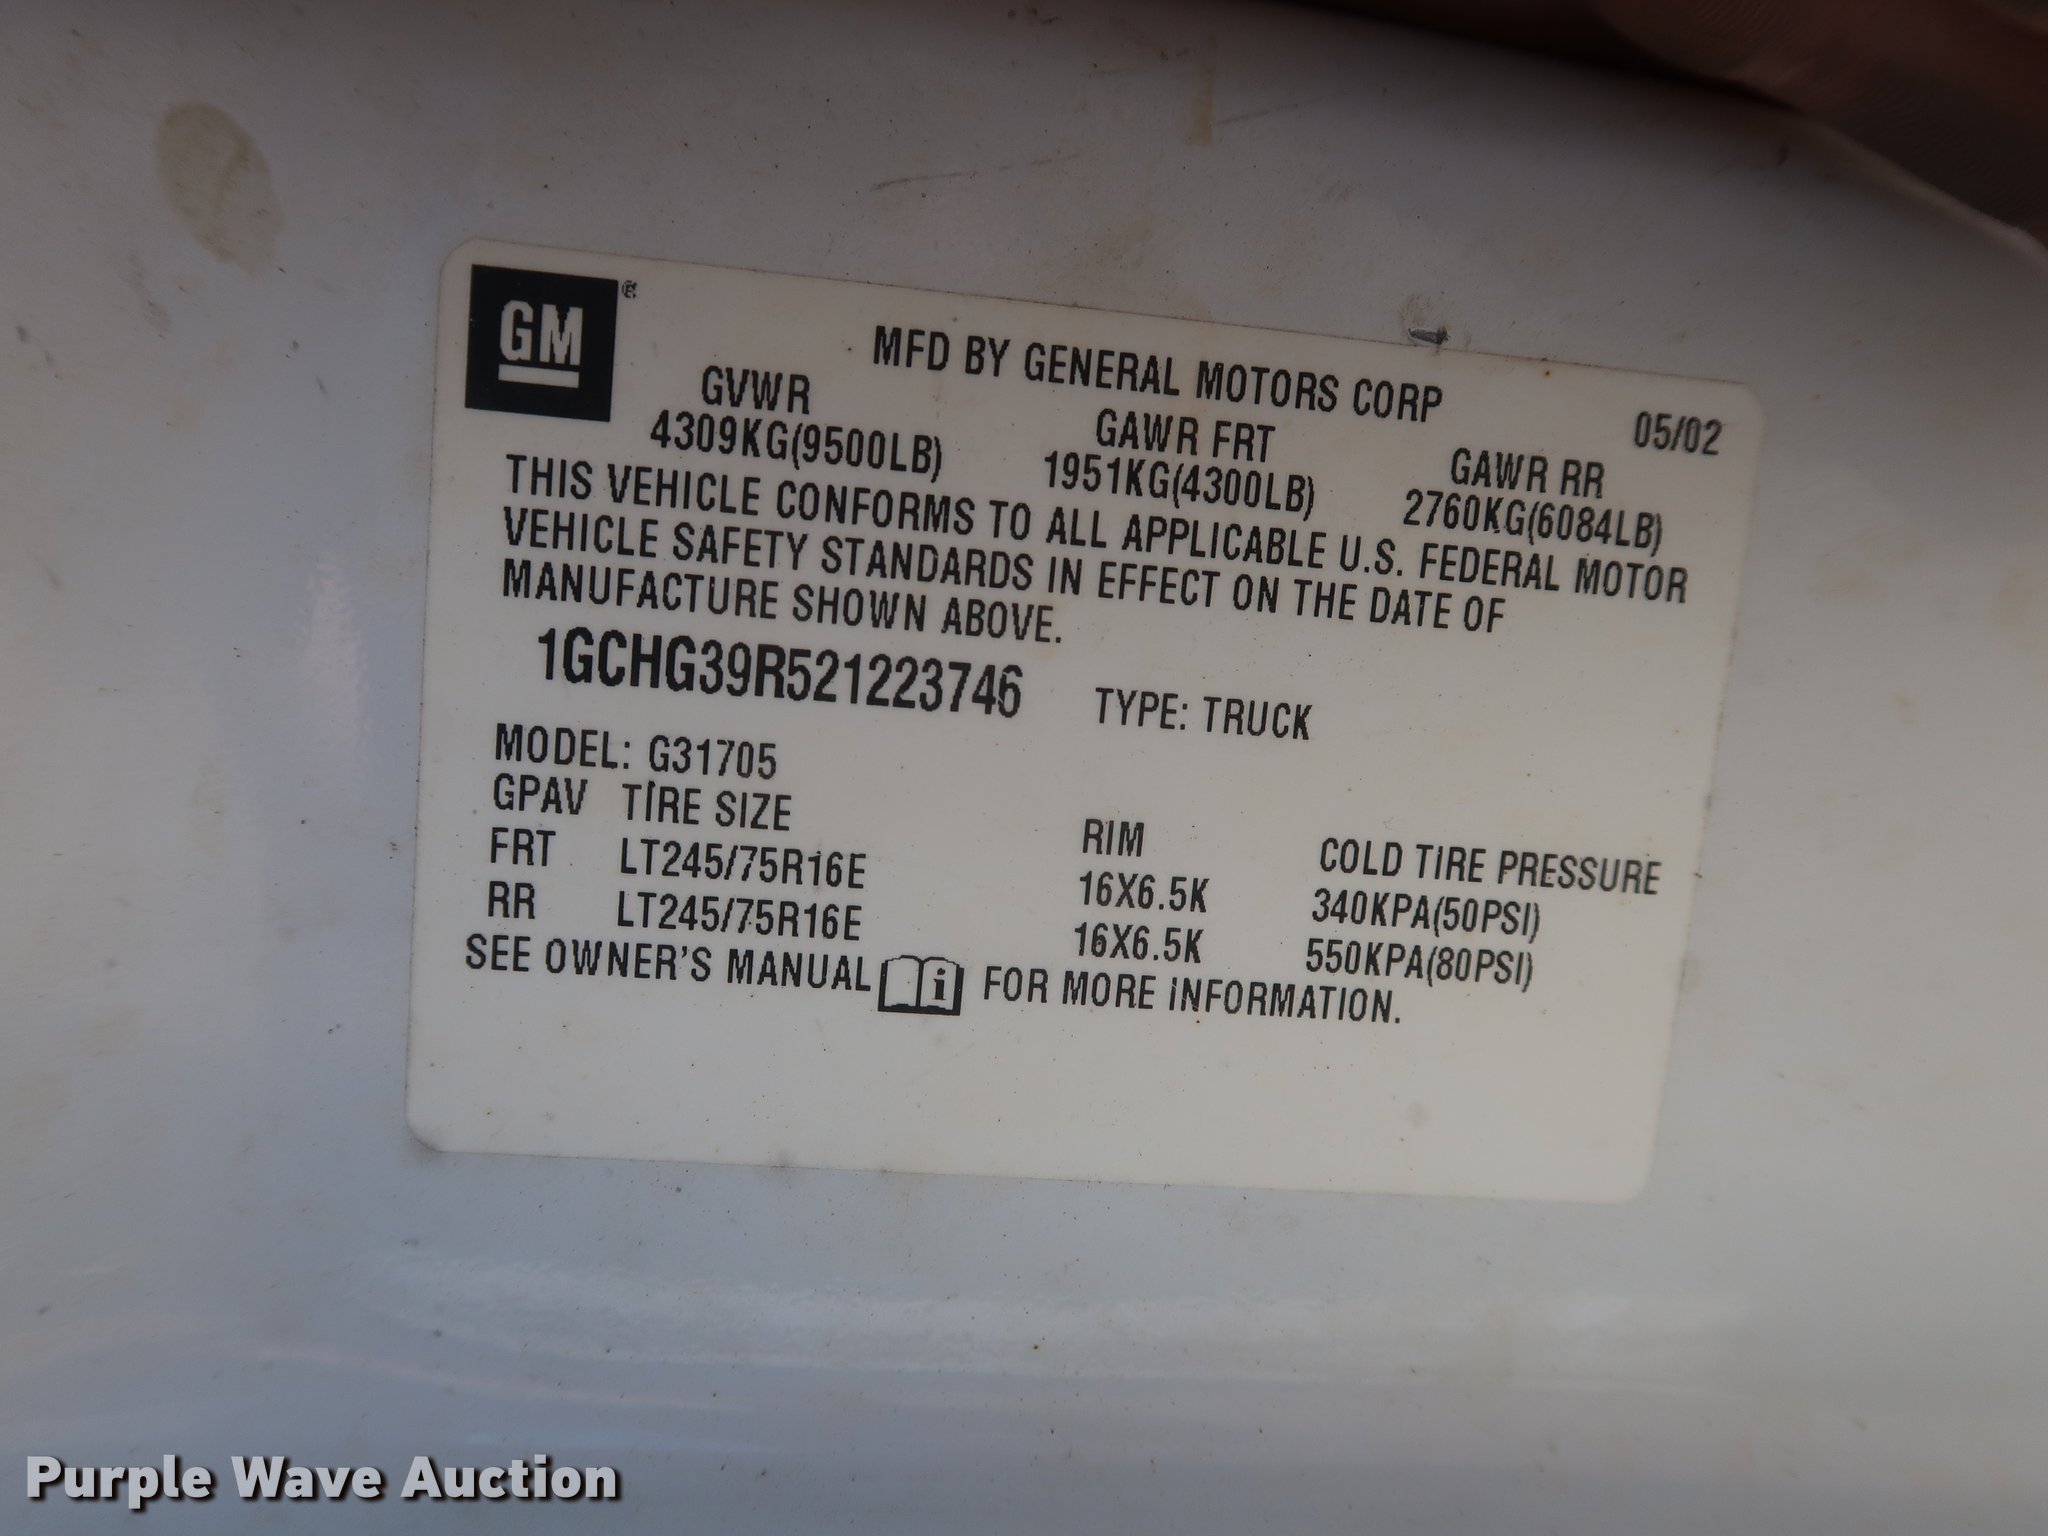 GM ®
MFD BY GENERAL MOTORS CORP 05/02
GVWR GAWR FRT GAWR RR
4309KG(9500LB) 1951KG(4300LB) 2760KG(6084LB)
THIS VEHICLE CONFORMS TO ALL APPLICABLE U.S. FEDERAL MOTOR
VEHICLE SAFETY STANDARDS IN EFFECT ON THE DATE OF
MANUFACTURE SHOWN ABOVE.
1GCHG39R521223746 TYPE: TRUCK
MODEL: G31705
GPAV TIRE SIZE RIM COLD TIRE PRESSURE
FRT LT245/75R16E 16X6.5K 340KPA(50PSI)
RR LT245/75R16E 16X6.5K 550KPA(80PSI)
SEE OWNER'S MANUAL i FOR MORE INFORMATION.
Purple Wave Auction